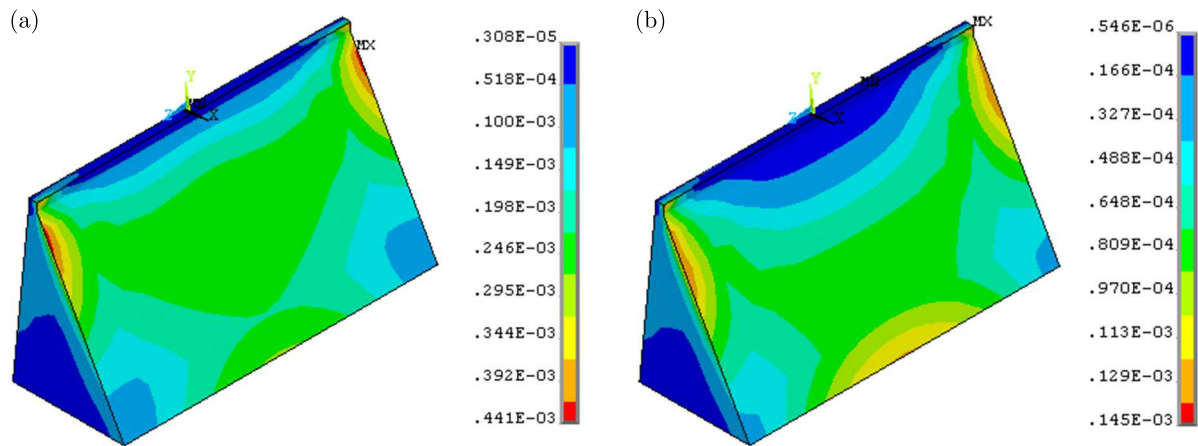 (a)
MX
Y
MN
Z
X
.308E-05
.518E-04
.100E-03
.149E-03
.198E-03
.246E-03
.295E-03
.344E-03
.392E-03
.441E-03
(b)
MX
MN
Y
Z
X
.546E-06
.166E-04
.327E-04
.488E-04
.648E-04
.809E-04
.970E-04
.113E-03
.129E-03
.145E-03